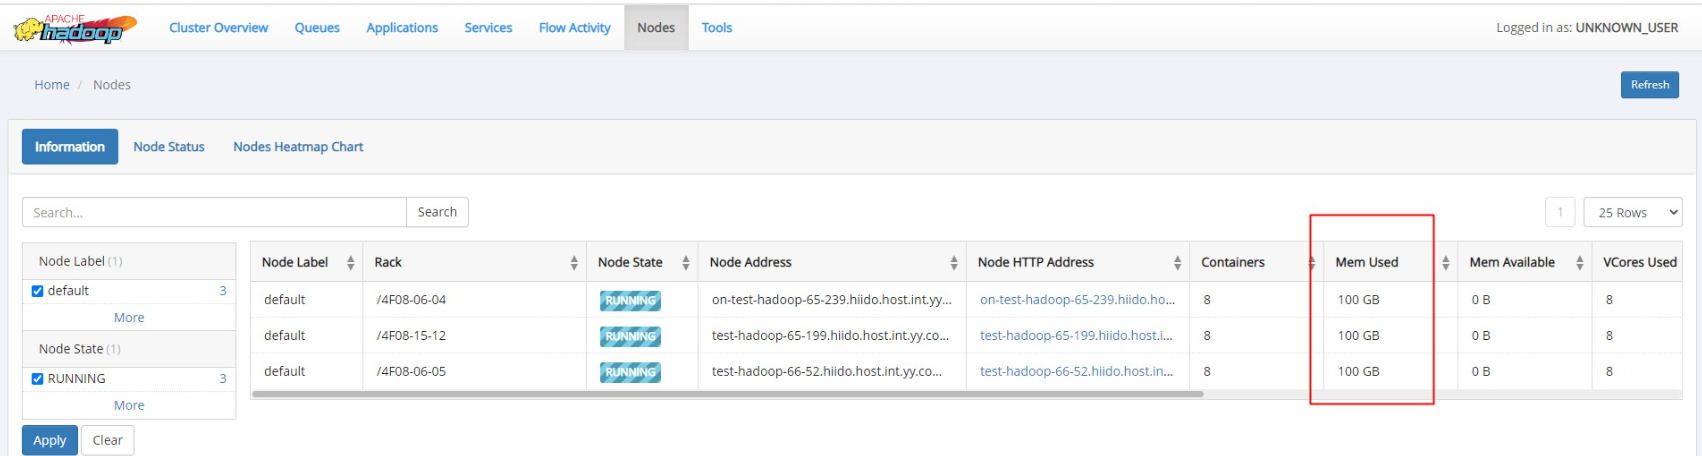 APACHE
hadoop
Cluster Overview Queues Applications Services Flow Activity Nodes Tools Logged in as: UNKNOWN_USER
Home / Nodes Refresh
Information Node Status Nodes Heatmap Chart
Search... Search 1 25 Rows
Node Label (1)
default 3
More
Node State (1)
RUNNING 3
More
Apply Clear
Node Label Rack Node State Node Address Node HTTP Address Containers Mem Used Mem Available VCores Used
default /4F08-06-04 RUNNING on-test-hadoop-65-239.hiido.host.int.yy... on-test-hadoop-65-239.hiido.ho... 8 100 GB 0 B 8
default /4F08-15-12 RUNNING test-hadoop-65-199.hiido.host.int.yy.co... test-hadoop-65-199.hiido.host.i... 8 100 GB 0 B 8
default /4F08-06-05 RUNNING test-hadoop-66-52.hiido.host.int.yy.co... test-hadoop-66-52.hiido.host.in... 8 100 GB 0 B 8